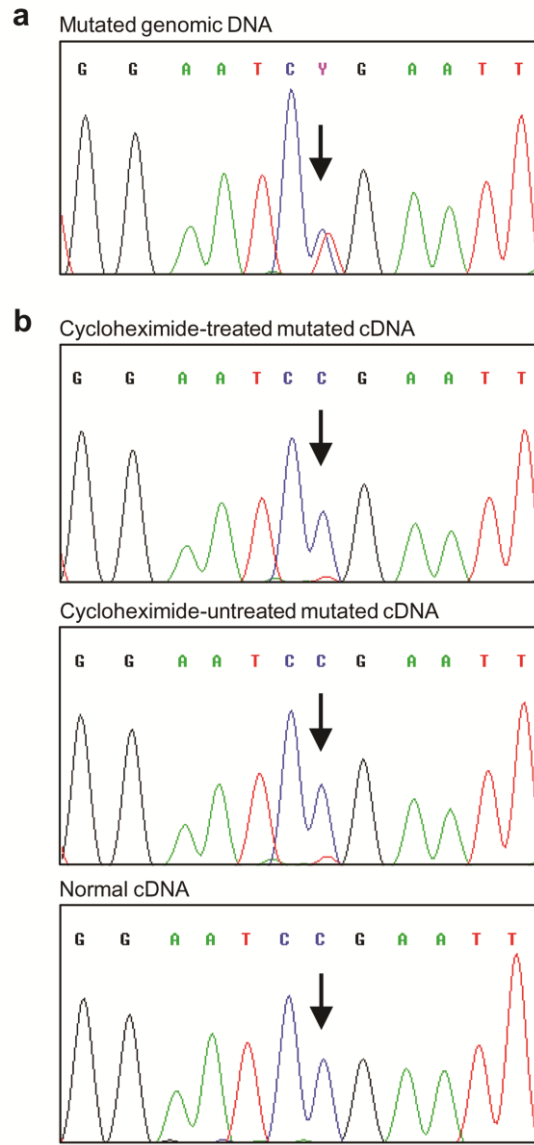 a
Mutated genomic DNA
G G A A T C Y G A A T T
b
Cycloheximide-treated mutated cDNA
G G A A T C C G A A T T
Cycloheximide-untreated mutated cDNA
G G A A T C C G A A T T
Normal cDNA
G G A A T C C G A A T T